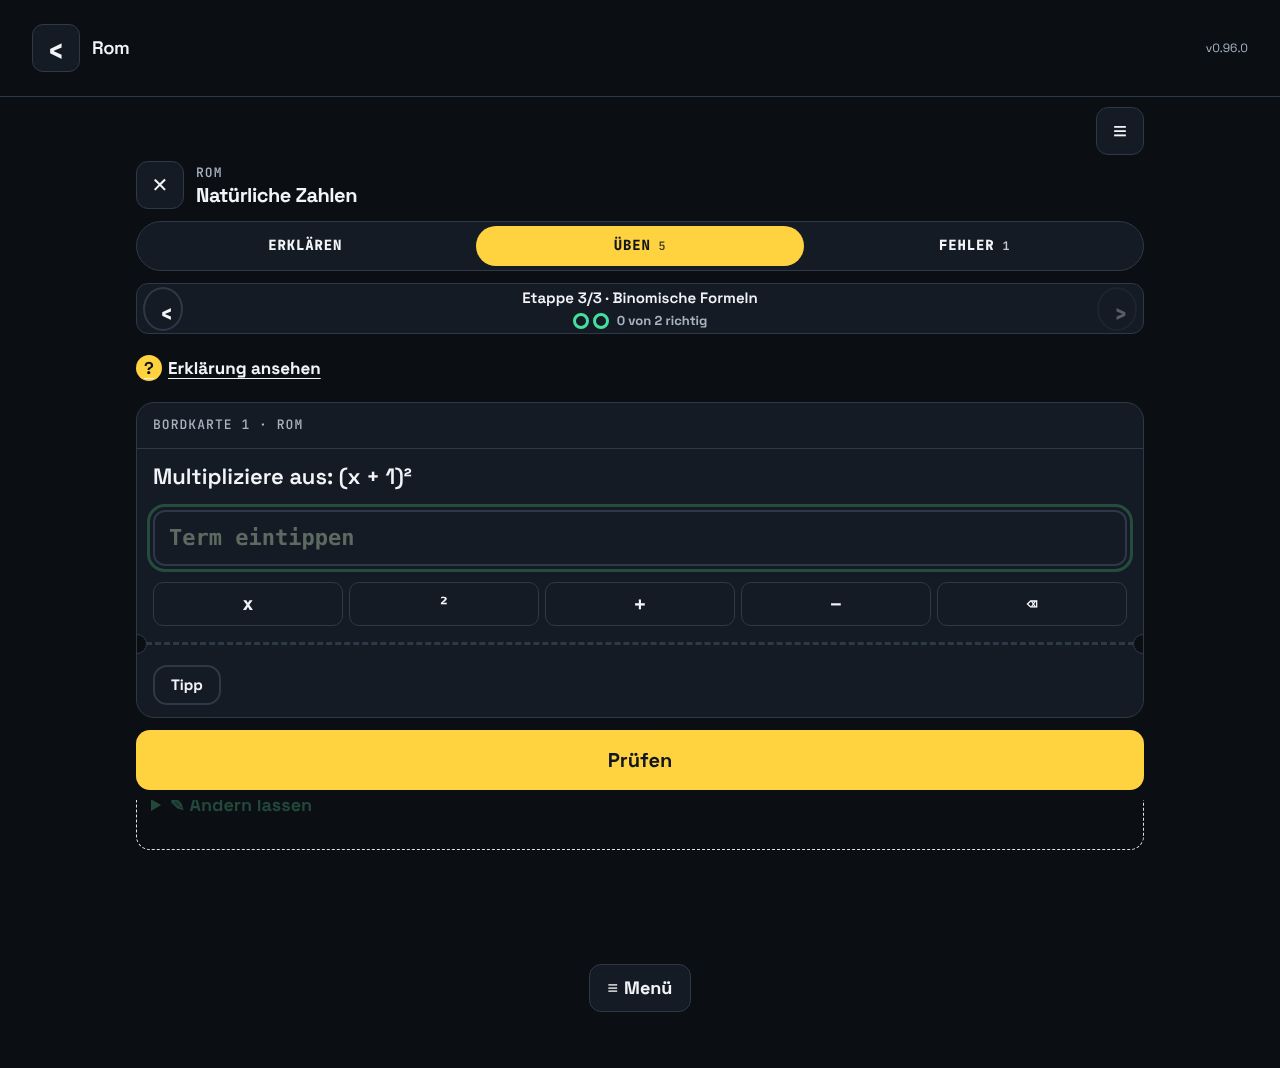 < Rom
v0.96.0
≡
✕
ROM
Natürliche Zahlen
ERKLÄREN
ÜBEN 5
FEHLER 1
<
Etappe 3/3 · Binomische Formeln
0 von 2 richtig
>
? Erklärung ansehen
BORDKARTE 1 · ROM
Multipliziere aus: (x + 1)²
Term eintippen
x
²
+
−
⌫
Tipp
Prüfen
▶ ✎ Ändern lassen
≡ Menü